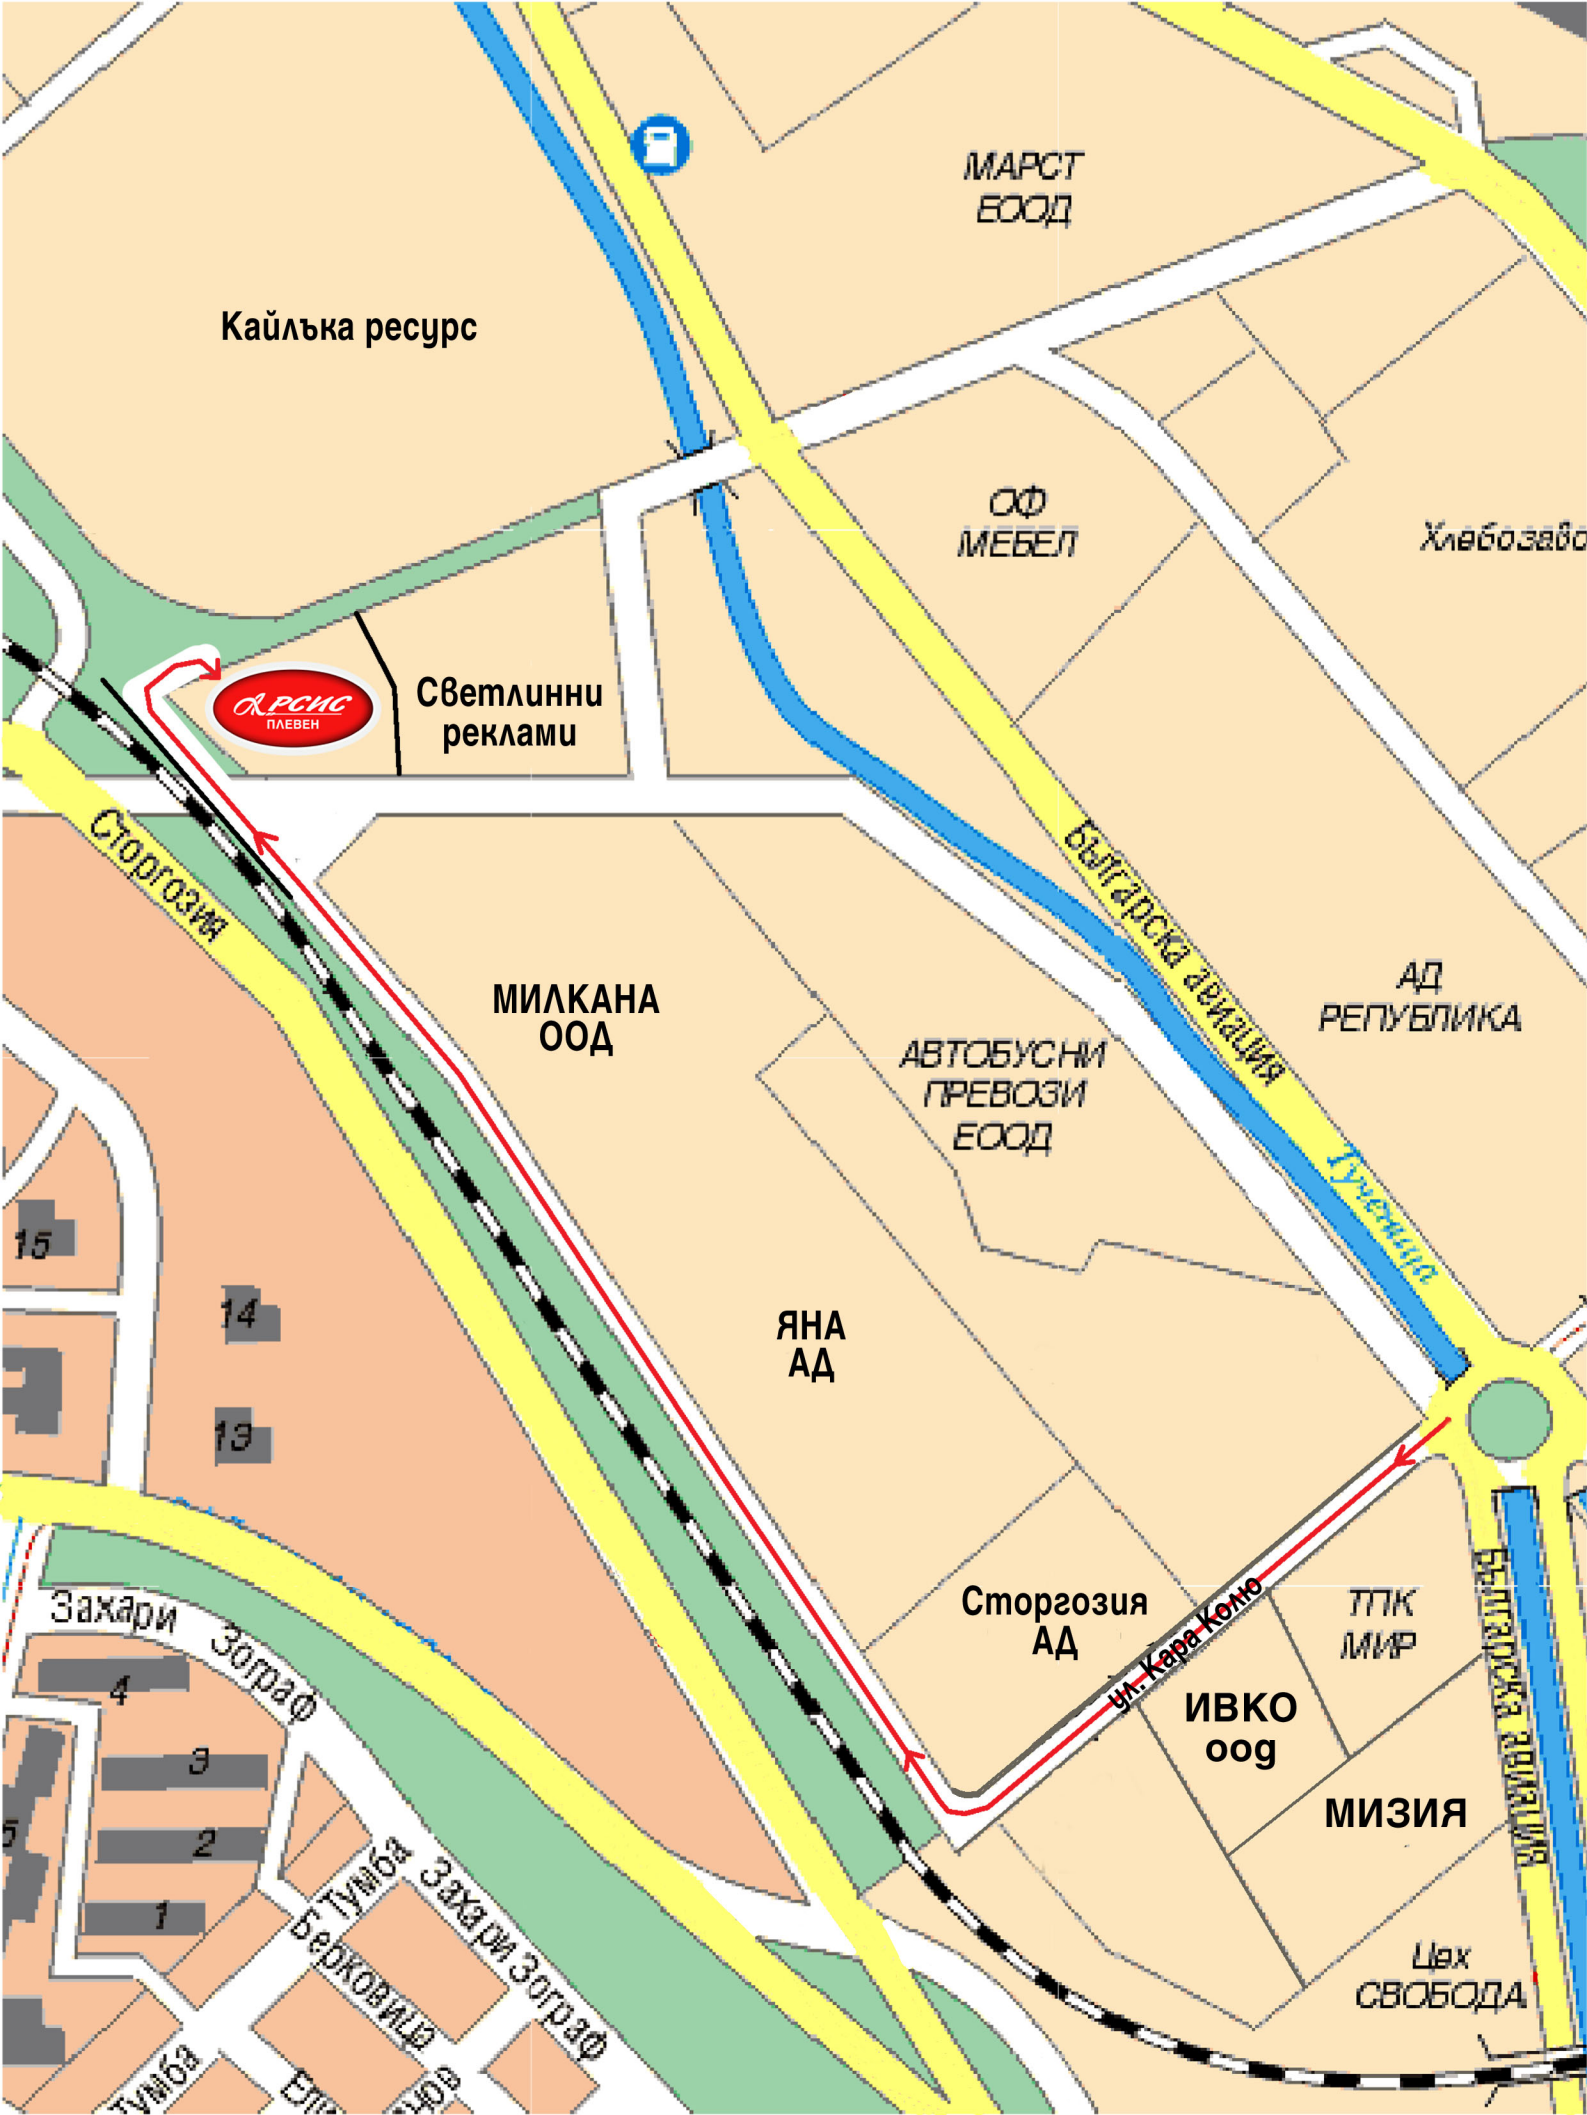 МАРСТ
ЕООД
Кайлъка ресурс
ОФ
МЕБЕЛ
Хлебозаво
АРСИС
ПЛЕВЕН
Светлинни
реклами
Сторгозия
Българска авиация
МИЛКАНА
ООД
АД
РЕПУБЛИКА
АВТОБУСНИ
ПРЕВОЗИ
ЕООД
Тученица
15
14
ЯНА
АД
13
Сторгозия
АД
ул. Кара Колю
ТПК
МИР
Българска авиация
Захари
Зограф
4
ИВКО
оод
3
МИЗИЯ
5
2
1
Тумба
Захари Зограф
Берковица
Цех
СВОБОДА
Тумба